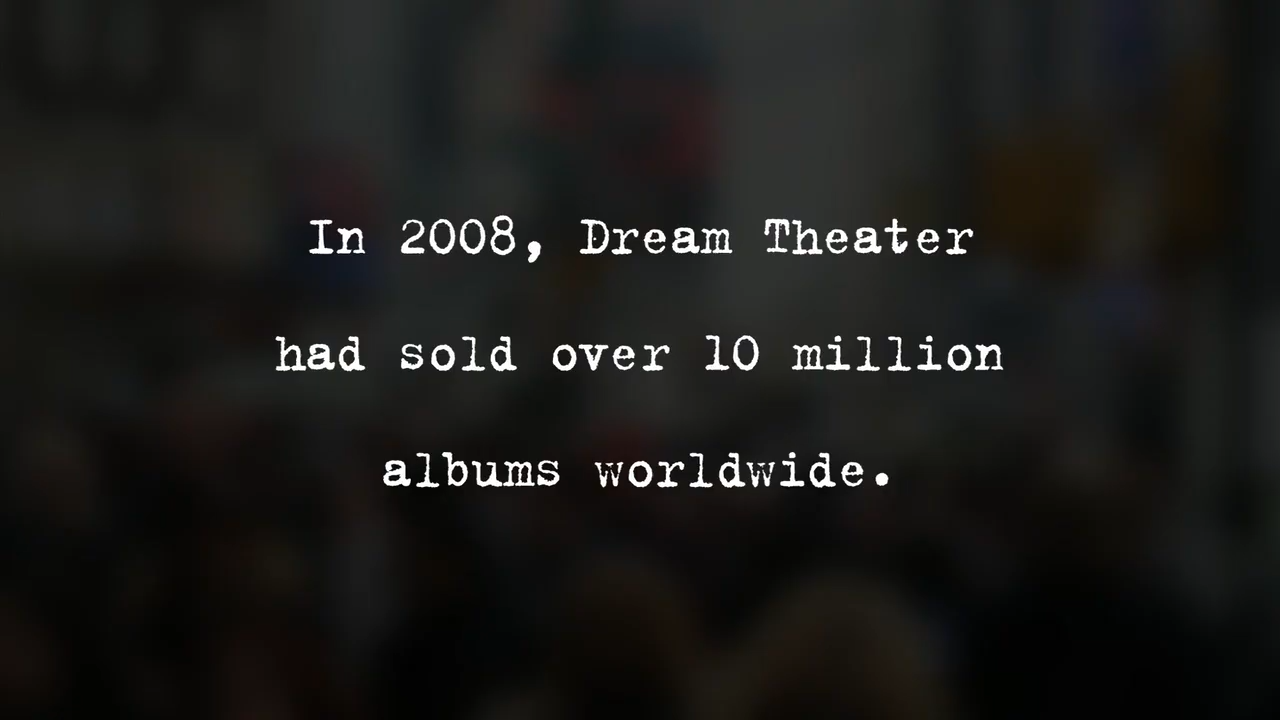 In 2008, Dream Theater
had sold over 10 million
albums worldwide.